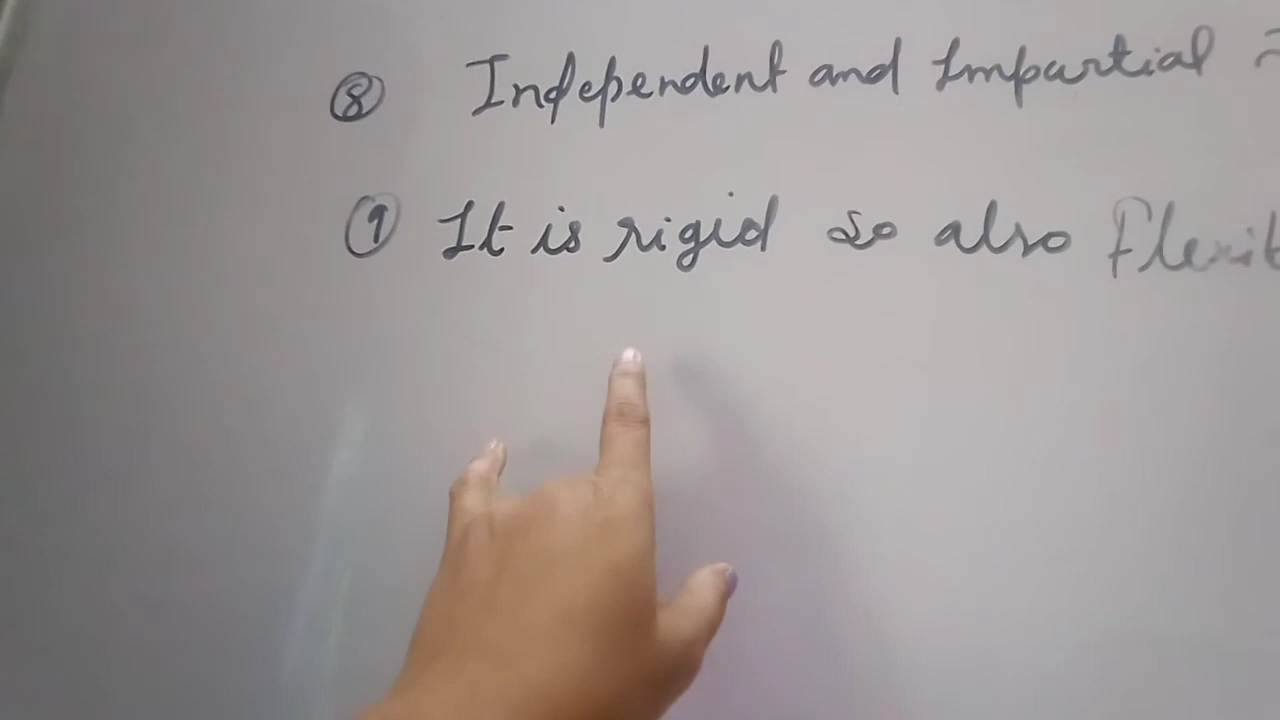 ⑧ Independent and Impartial
⑨ It is rigid so also